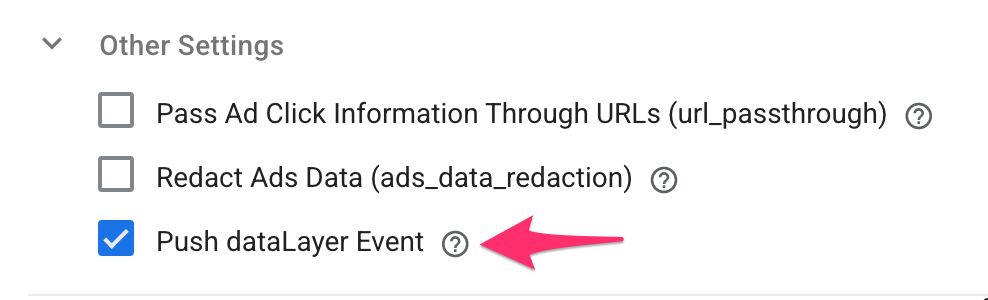 Other Settings
Pass Ad Click Information Through URLs (url_passthrough)
Redact Ads Data (ads_data_redaction)
Push dataLayer Event